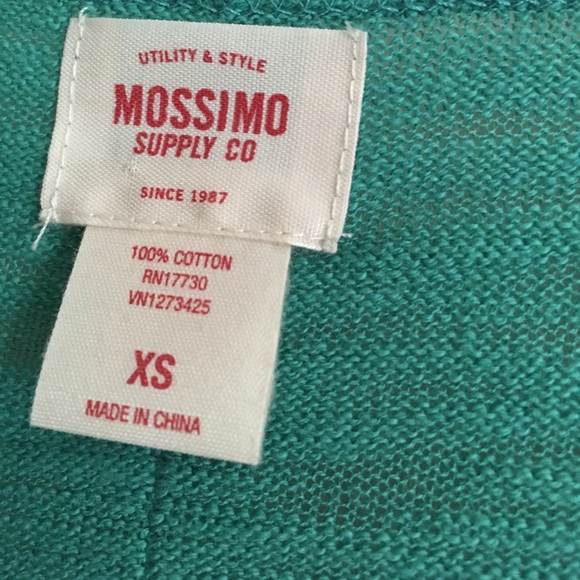 UTILITY & STYLE
MOSSIMO
SUPPLY CO
SINCE 1987
100% COTTON
RN17730
VN1273425
XS
MADE IN CHINA